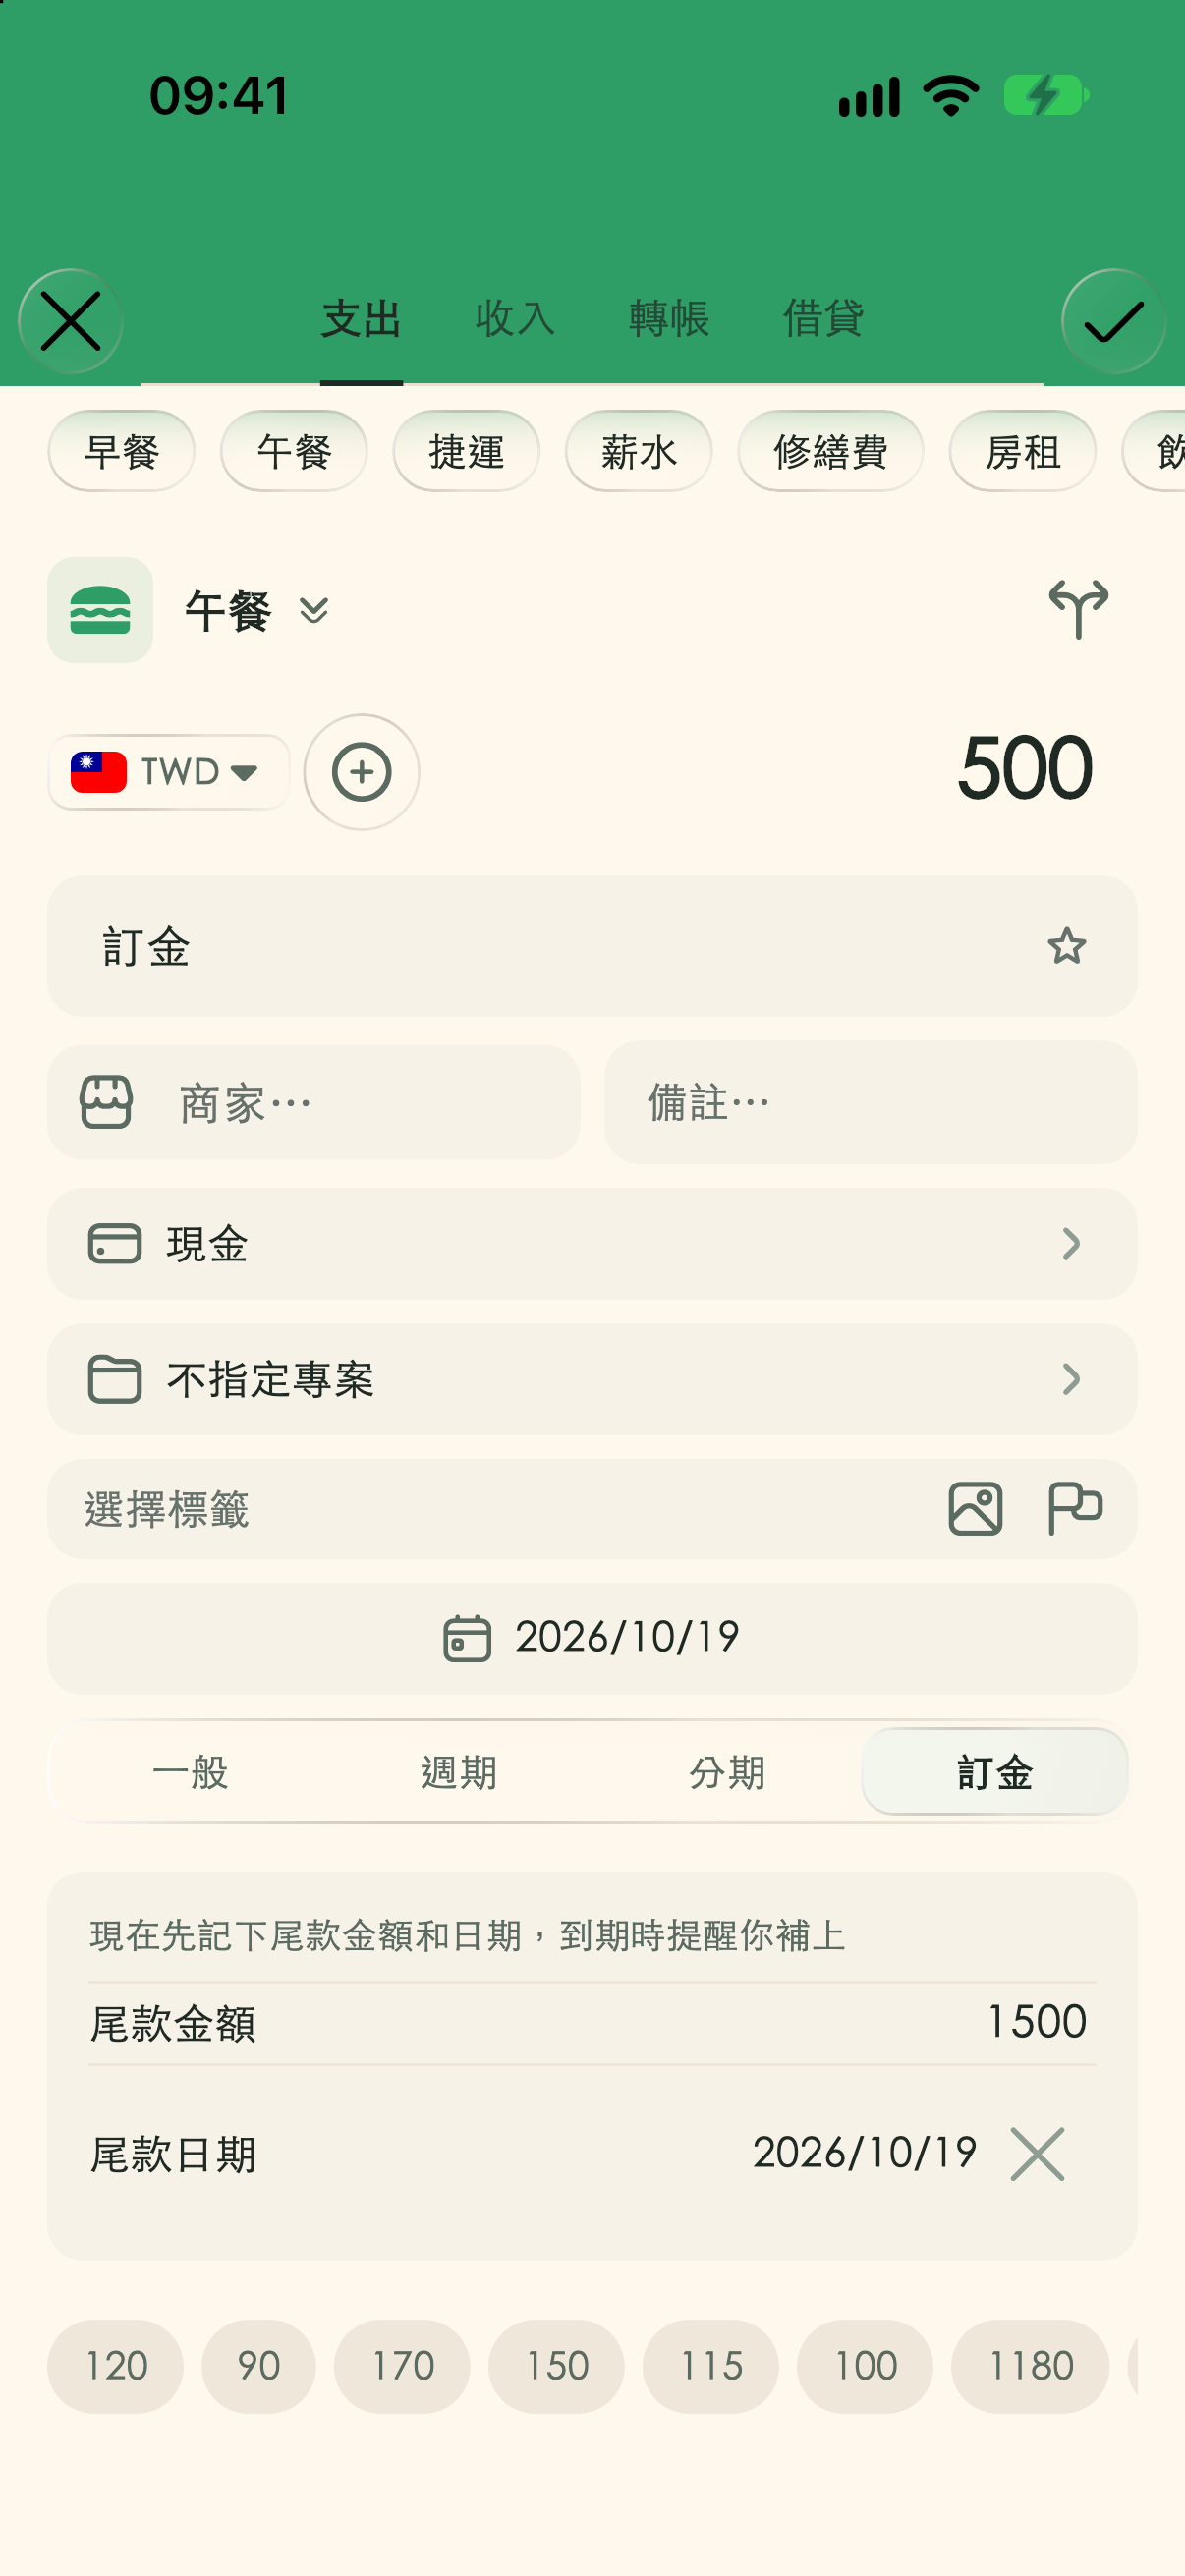 09:41
支出 收入 轉帳 借貸
早餐 午餐 捷運 薪水 修繕費 房租 飲
午餐
TWD 500
訂金
商家… 備註…
現金
不指定專案
選擇標籤
2026/10/19
一般 週期 分期 訂金
現在先記下尾款金額和日期，到期時提醒你補上
尾款金額 1500
尾款日期 2026/10/19
120 90 170 150 115 100 1180